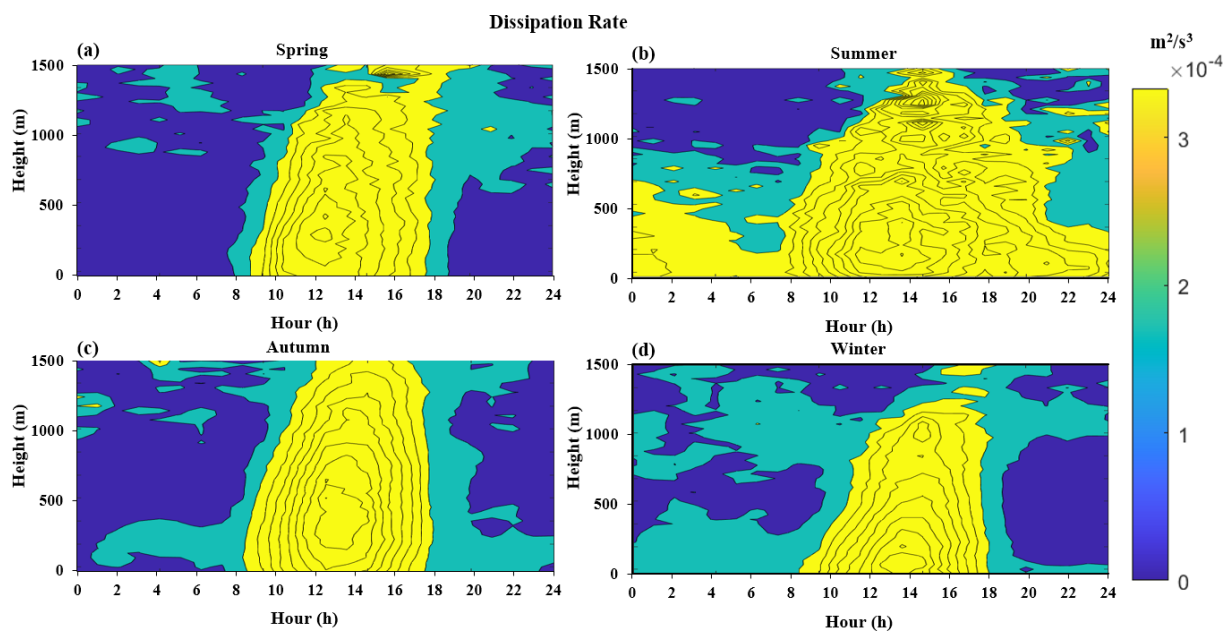 Dissipation Rate
(a) Spring
(b) Summer
m²/s³
×10⁻⁴
1500
1000
500
0
Height (m)
0 2 4 6 8 10 12 14 16 18 20 22 24
Hour (h)
1500
1000
500
0
Height (m)
0 2 4 6 8 10 12 14 16 18 20 22 24
Hour (h)
3
2
1
0
(c) Autumn
(d) Winter
1500
1000
500
0
Height (m)
0 2 4 6 8 10 12 14 16 18 20 22 24
Hour (h)
1500
1000
500
0
Height (m)
0 2 4 6 8 10 12 14 16 18 20 22 24
Hour (h)